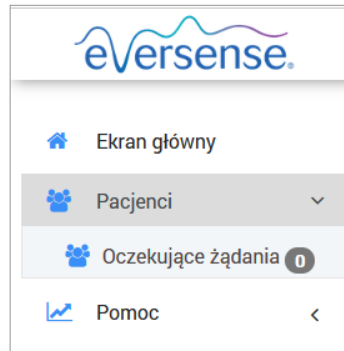 eversense.
Ekran główny
Pacjenci
Oczekujące żądania 0
Pomoc